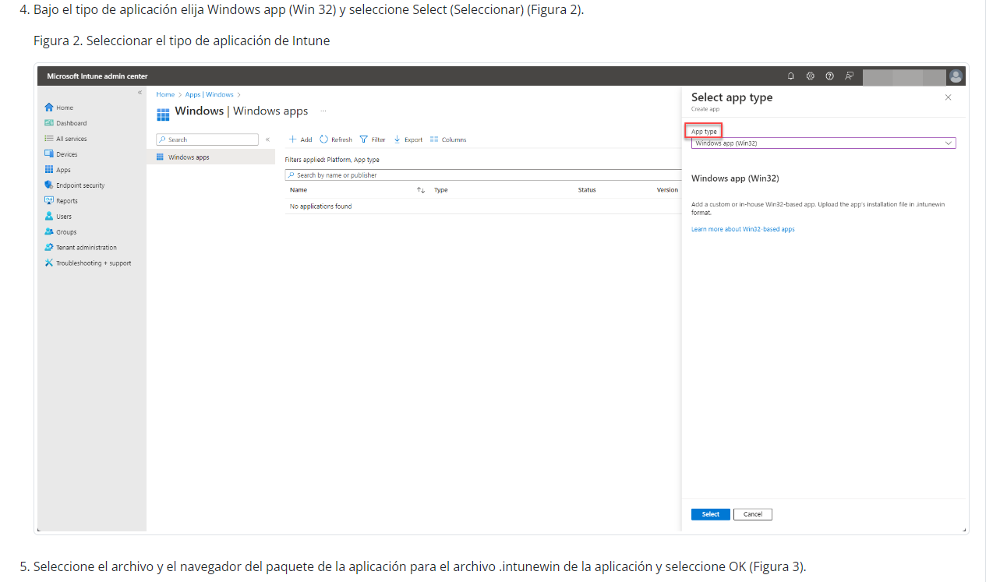 4. Bajo el tipo de aplicación elija Windows app (Win 32) y seleccione Select (Seleccionar) (Figura 2).
Figura 2. Seleccionar el tipo de aplicación de Intune
Microsoft Intune admin center
Home
Dashboard
All services
Devices
Apps
Endpoint security
Reports
Users
Groups
Tenant administration
Troubleshooting + support
Home > Apps | Windows >
Windows | Windows apps ...
Search
Windows apps
Add Refresh Filter Export Columns
Filters applied: Platform, App type
Search by name or publisher
Name Type Status Version
No applications found
Select app type
Create app
App type
Windows app (Win32)
Windows app (Win32)
Add a custom or in-house Win32-based app. Upload the app's installation file in .intunewin
format.
Learn more about Win32-based apps
Select Cancel
5. Seleccione el archivo y el navegador del paquete de la aplicación para el archivo .intunewin de la aplicación y seleccione OK (Figura 3).